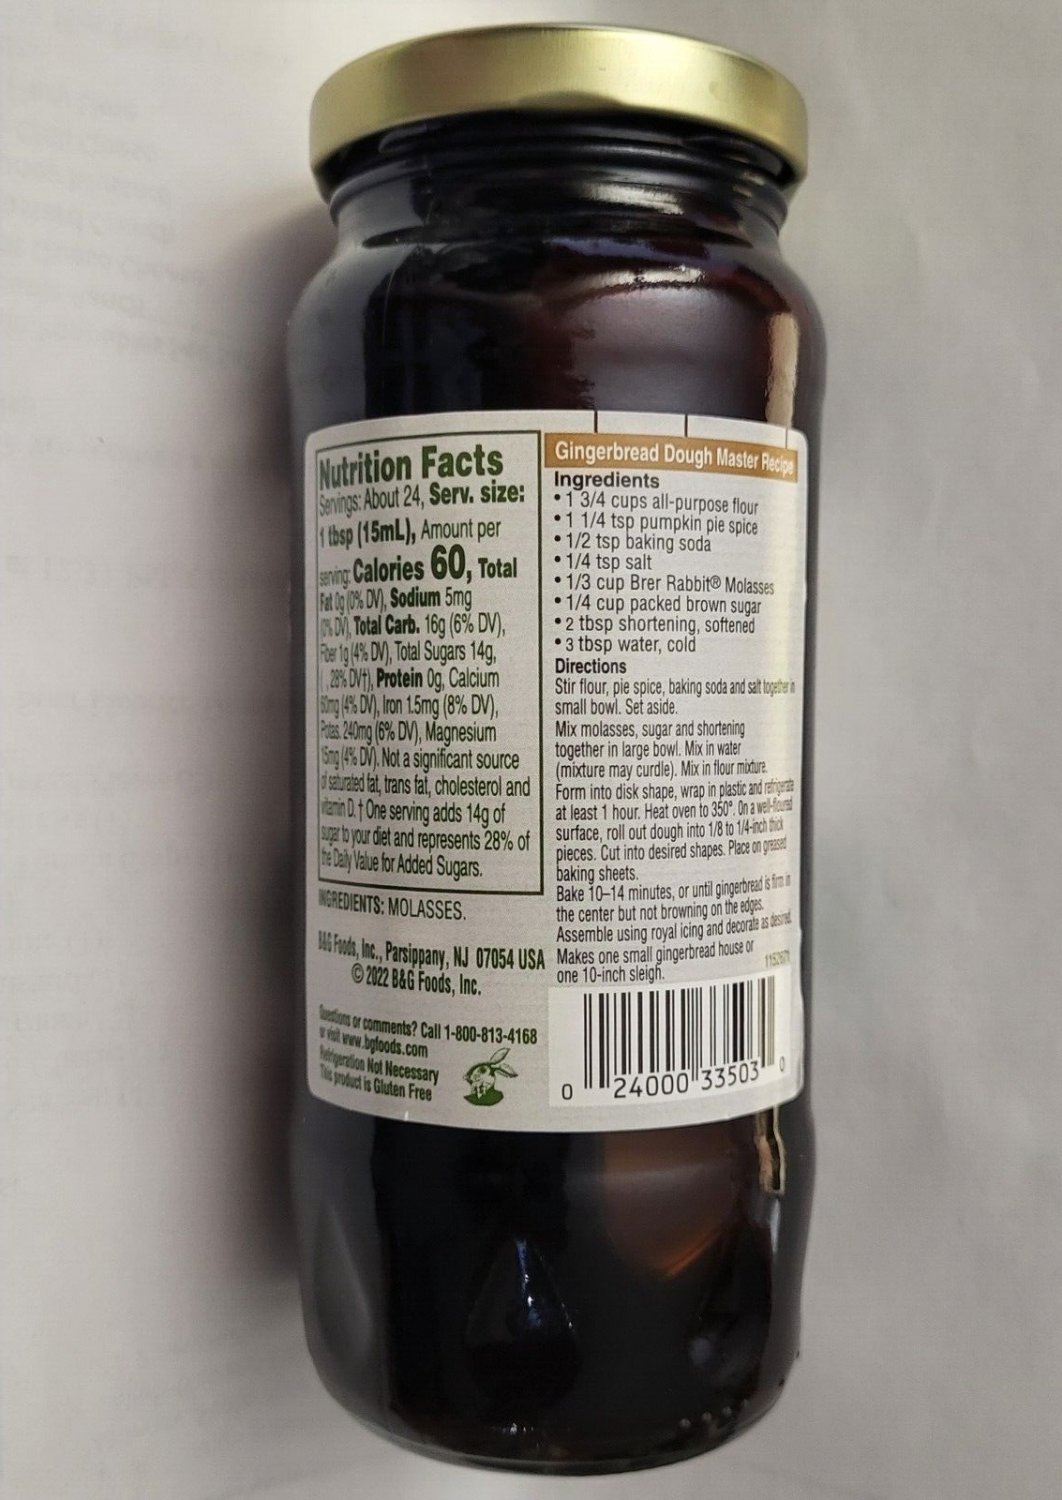 Nutrition Facts
Servings: About 24, Serv. size:
1 tbsp (15mL), Amount per
serving: Calories 60, Total
Fat 0g (0% DV), Sodium 5mg
(0% DV), Total Carb. 16g (6% DV),
Fiber 1g (4% DV), Total Sugars 14g,
( , 28% DV†), Protein 0g, Calcium
60mg (4% DV), Iron 1.5mg (8% DV),
Potas. 240mg (6% DV), Magnesium
15mg (4% DV). Not a significant source
of saturated fat, trans fat, cholesterol and
vitamin D. † One serving adds 14g of
sugar to your diet and represents 28% of
the Daily Value for Added Sugars.
INGREDIENTS: MOLASSES.
B&G Foods, Inc., Parsippany, NJ 07054 USA
© 2022 B&G Foods, Inc.
Questions or comments? Call 1-800-813-4168
or visit www.bgfoods.com
Refrigeration Not Necessary
This product is Gluten Free
Gingerbread Dough Master Recipe
Ingredients
• 1 3/4 cups all-purpose flour
• 1 1/4 tsp pumpkin pie spice
• 1/2 tsp baking soda
• 1/4 tsp salt
• 1/3 cup Brer Rabbit® Molasses
• 1/4 cup packed brown sugar
• 2 tbsp shortening, softened
• 3 tbsp water, cold
Directions
Stir flour, pie spice, baking soda and salt together in
small bowl. Set aside.
Mix molasses, sugar and shortening
together in large bowl. Mix in water
(mixture may curdle). Mix in flour mixture.
Form into disk shape, wrap in plastic and refrigerate
at least 1 hour. Heat oven to 350°. On a well-floured
surface, roll out dough into 1/8 to 1/4-inch thick
pieces. Cut into desired shapes. Place on greased
baking sheets.
Bake 10–14 minutes, or until gingerbread is firm in
the center but not browning on the edges.
Assemble using royal icing and decorate as desired.
Makes one small gingerbread house or
one 10-inch sleigh.
0 24000 33503 0